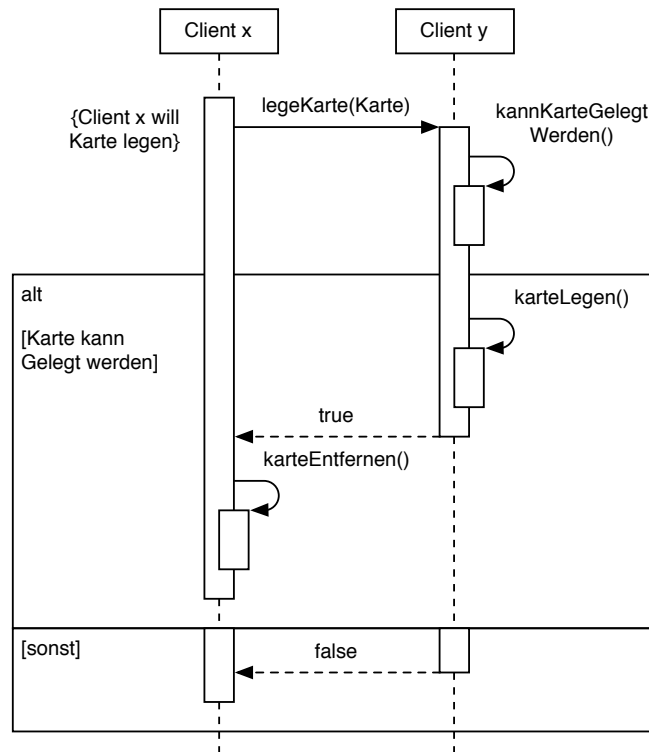 Client x
Client y
{Client x will
Karte legen}
legeKarte(Karte)
kannKarteGelegt
Werden()
alt
karteLegen()
[Karte kann
Gelegt werden]
true
karteEntfernen()
[sonst]
false